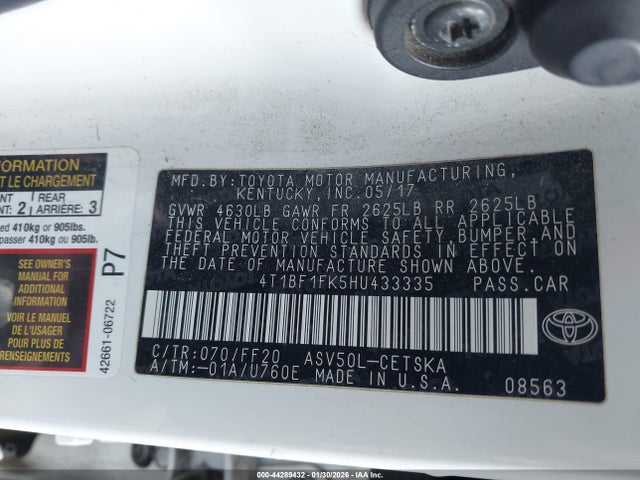 FORMATION
T LE CHARGEMENT
NT REAR
NT: 2 ARRIÈRE: 3
ed 410kg or 905lbs.
passer 410kg ou 905lb.
SEE OWNER'S
MANUAL FOR
ADDITIONAL
INFORMATION
VOIR LE MANUEL
DE L'USAGER
POUR PLUS DE
RENSEIGNEMENTS
P7
42661-06722
MFD.BY:TOYOTA MOTOR MANUFACTURING,
KENTUCKY, INC. 05/17
GVWR 4630LB GAWR FR 2625LB RR 2625LB
THIS VEHICLE CONFORMS TO ALL APPLICABLE
FEDERAL MOTOR VEHICLE SAFETY, BUMPER, AND
THEFT PREVENTION STANDARDS IN EFFECT ON
THE DATE OF MANUFACTURE SHOWN ABOVE.
4T1BF1FK5HU433335 PASS.CAR
C/TR:070/FF20 ASV50L-CETSKA
A/TM:-01A/U760E MADE IN U.S.A.
08563
TOYOTA
000-44289432 - 01/30/2026 - IAA Inc.